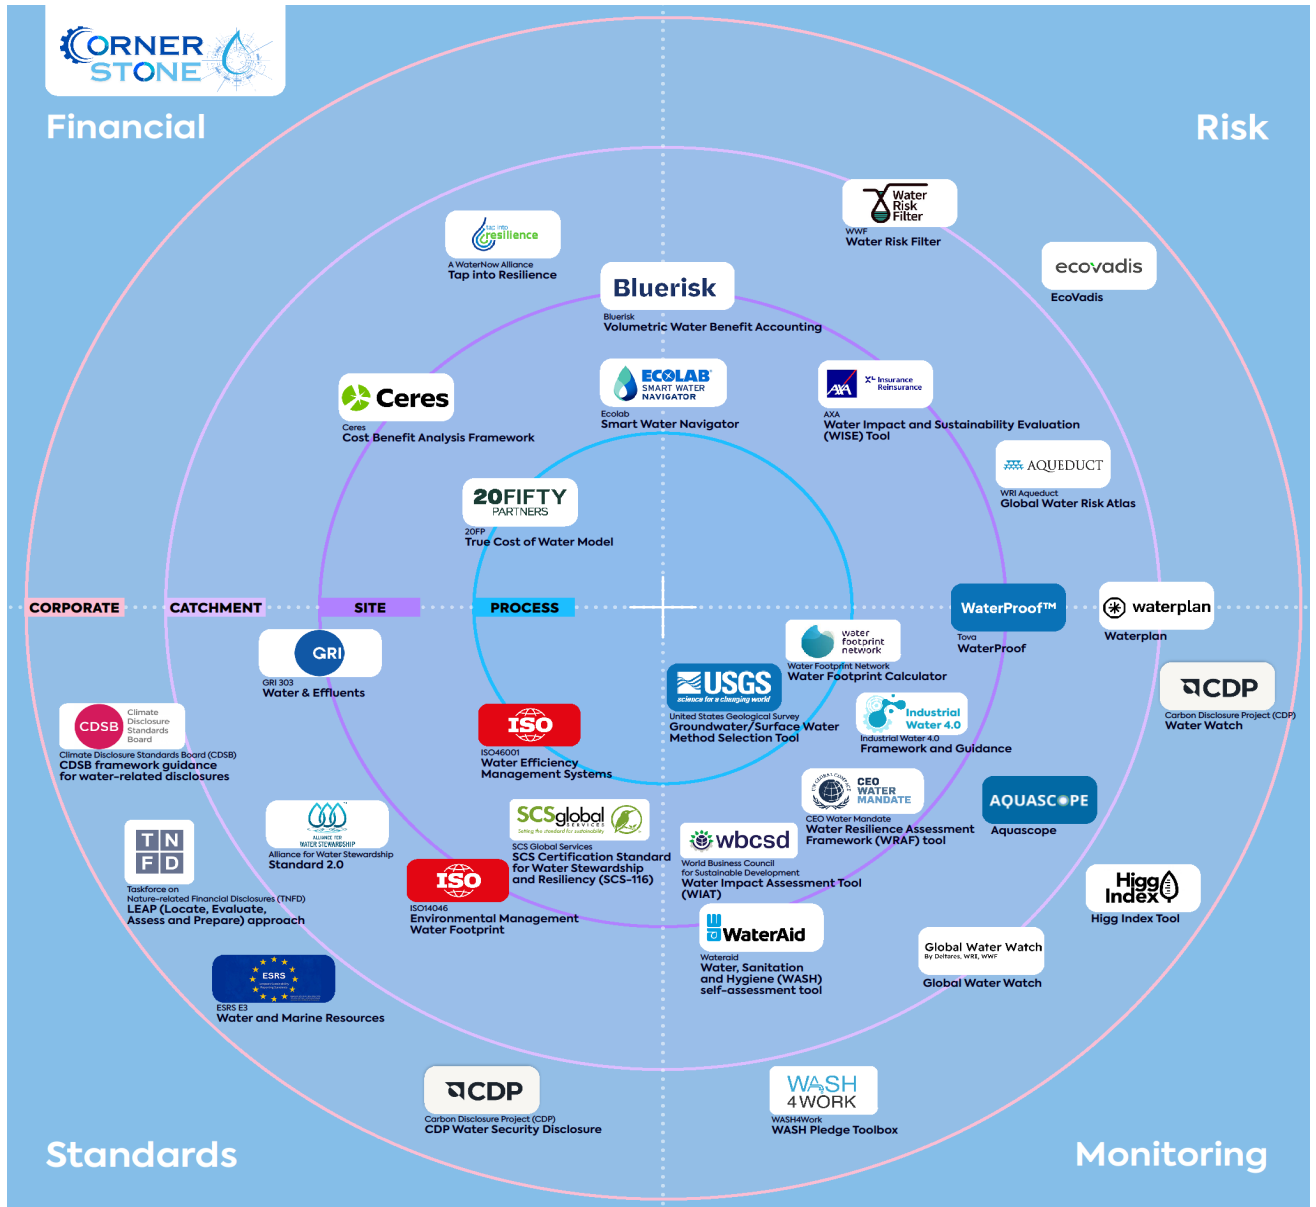 CORNER
STONE
Financial
Risk
tap into
resilience
A WaterNow Alliance
Tap into Resilience
Water
Risk
Filter
WWF
Water Risk Filter
ecovadis
EcoVadis
Bluerisk
Bluerisk
Volumetric Water Benefit Accounting
Ceres
Ceres
Cost Benefit Analysis Framework
ECOLAB
SMART WATER
NAVIGATOR
Ecolab
Smart Water Navigator
AXA
XL Insurance
Reinsurance
AXA
Water Impact and Sustainability Evaluation
(WISE) Tool
AQUEDUCT
WRI Aqueduct
Global Water Risk Atlas
20FIFTY
PARTNERS
20FP
True Cost of Water Model
CORPORATE
CATCHMENT
SITE
PROCESS
WaterProof™
Tova
WaterProof
waterplan
Waterplan
GRI
GRI 303
Water & Effluents
water
footprint
network
Water Footprint Network
Water Footprint Calculator
USGS
science for a changing world
United States Geological Survey
Groundwater/Surface Water
Method Selection Tool
CDP
Carbon Disclosure Project (CDP)
Water Watch
CDSB
Climate
Disclosure
Standards
Board
Climate Disclosure Standards Board (CDSB)
CDSB framework guidance
for water-related disclosures
ISO
ISO46001
Water Efficiency
Management Systems
Industrial
Water 4.0
Industrial Water 4.0
Framework and Guidance
CEO
WATER
MANDATE
CEO Water Mandate
Water Resilience Assessment
Framework (WRAF) tool
AQUASCOPE
Aquascope
ALLIANCE FOR
WATER STEWARDSHIP
Alliance for Water Stewardship
Standard 2.0
SCSglobal
SERVICES
Setting the standard for sustainability
SCS Global Services
SCS Certification Standard
for Water Stewardship
and Resiliency (SCS-116)
wbcsd
World Business Council
for Sustainable Development
Water Impact Assessment Tool
(WIAT)
TN
FD
Taskforce on
Nature-related Financial Disclosures (TNFD)
LEAP (Locate, Evaluate,
Assess and Prepare) approach
ISO
ISO14046
Environmental Management
Water Footprint
Higg
Index
Higg Index Tool
WaterAid
Wateraid
Water, Sanitation
and Hygiene (WASH)
self-assessment tool
Global Water Watch
By Deltares, WRI, WWF
Global Water Watch
ESRS
ESRS E3
Water and Marine Resources
CDP
Carbon Disclosure Project (CDP)
CDP Water Security Disclosure
WASH
4WORK
WASH4Work
WASH Pledge Toolbox
Standards
Monitoring